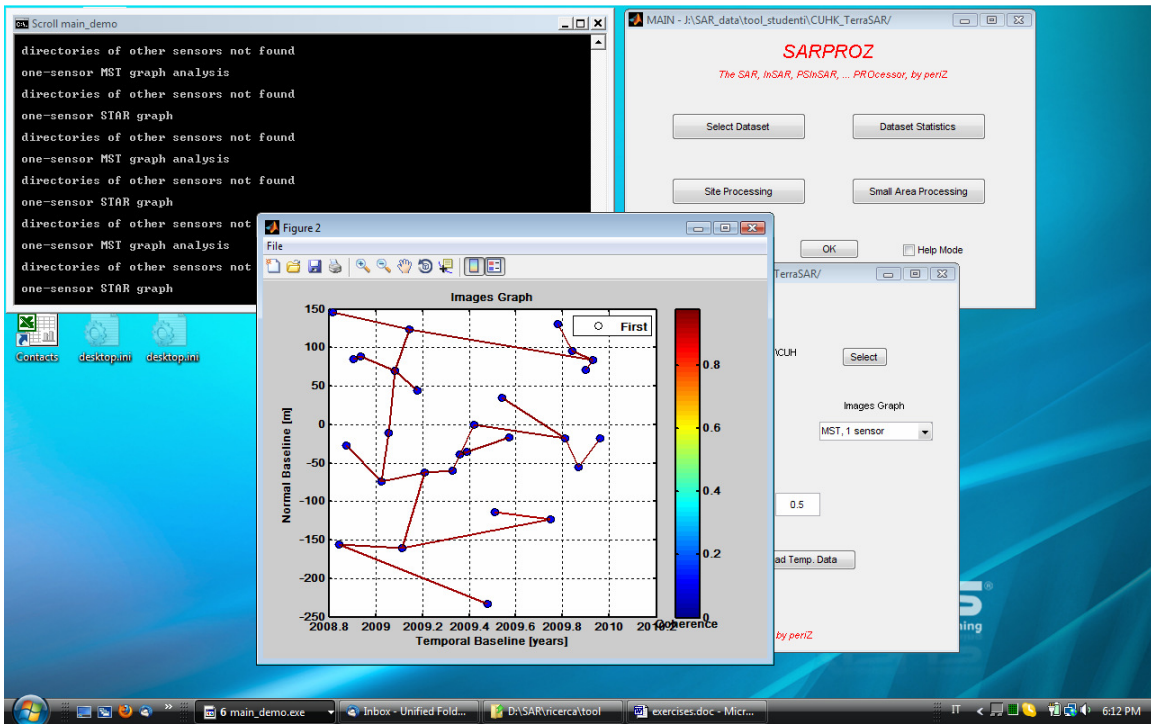 Scroll main_demo
directories of other sensors not found
one-sensor MST graph analysis
directories of other sensors not found
one-sensor STAR graph
directories of other sensors not found
one-sensor MST graph analysis
directories of other sensors not found
one-sensor STAR graph
directories of other sensors not
one-sensor MST graph analysis
directories of other sensors not
one-sensor STAR graph
MAIN - J:\SAR_data\tool_studenti\CUHK_TerraSAR/
SARPROZ
The SAR, InSAR, PSInSAR, ... PROcessor, by periZ
Select Dataset
Dataset Statistics
Site Processing
Small Area Processing
OK
Help Mode
TerraSAR/
\CUH
Select
Images Graph
MST, 1 sensor
0.5
ad Temp. Data
by periZ
Contacts
desktop.ini
desktop.ini
Figure 2
File
Images Graph
First
150
100
50
0
-50
-100
-150
-200
-250
Normal Baseline [m]
2008.8 2009 2009.2 2009.4 2009.6 2009.8 2010 2010.2
Temporal Baseline [years]
0.8
0.6
0.4
0.2
0
Coherence
6 main_demo.exe
Inbox - Unified Fold...
D:\SAR\ricerca\tool
exercises.doc - Micr...
IT
6:12 PM